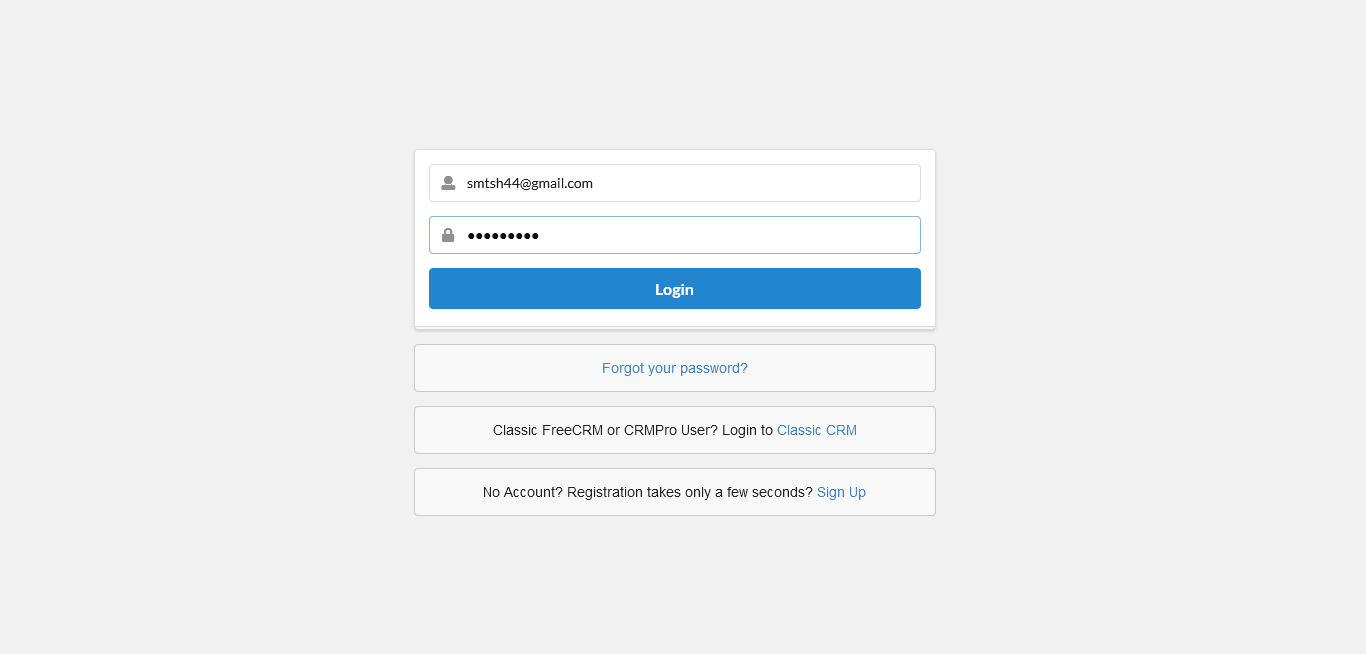 smtsh44@gmail.com
•••••••••
Login
Forgot your password?
Classic FreeCRM or CRMPro User? Login to Classic CRM
No Account? Registration takes only a few seconds? Sign Up